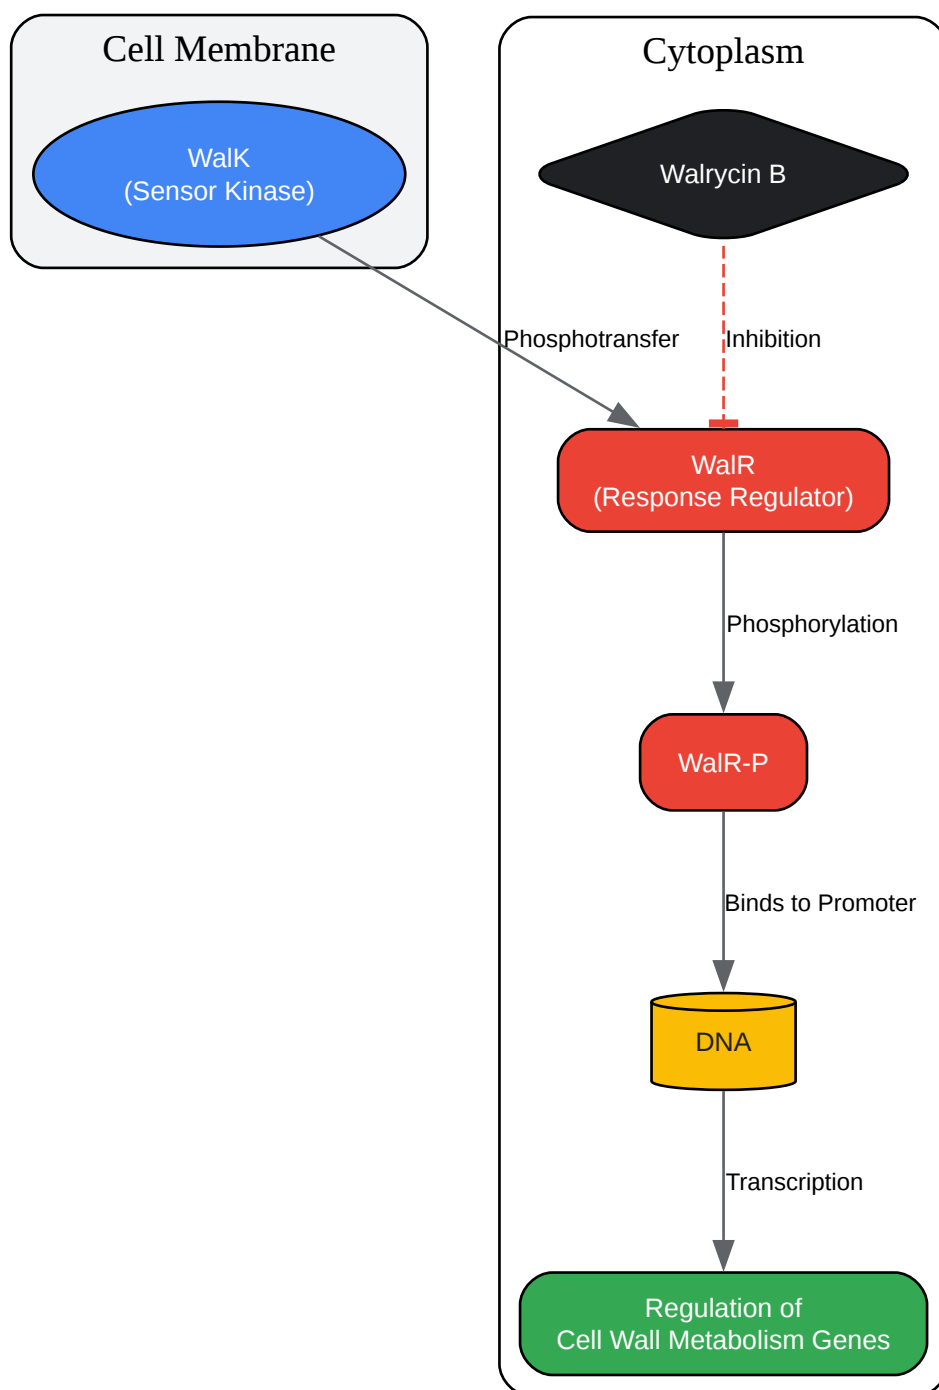 Cell Membrane
WalK
(Sensor Kinase)
Cytoplasm
Walrycin B
Phosphotransfer
Inhibition
WalR
(Response Regulator)
Phosphorylation
WalR-P
Binds to Promoter
DNA
Transcription
Regulation of
Cell Wall Metabolism Genes